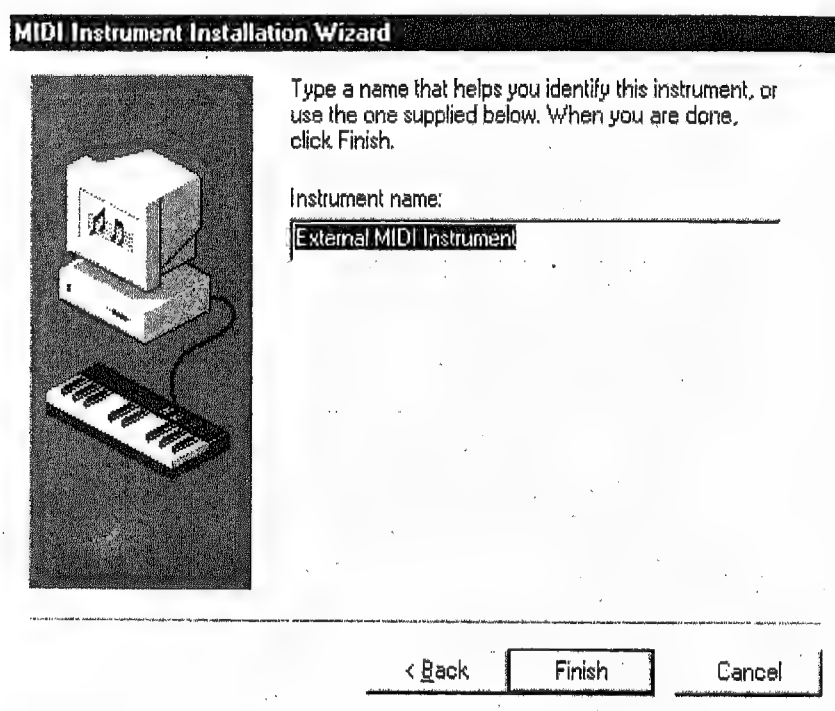 MIDI Instrument Installation Wizard
Type a name that helps you identify this instrument, or
use the one supplied below. When you are done,
click Finish.
Instrument name:
External MIDI Instrument
< Back
Finish
Cancel